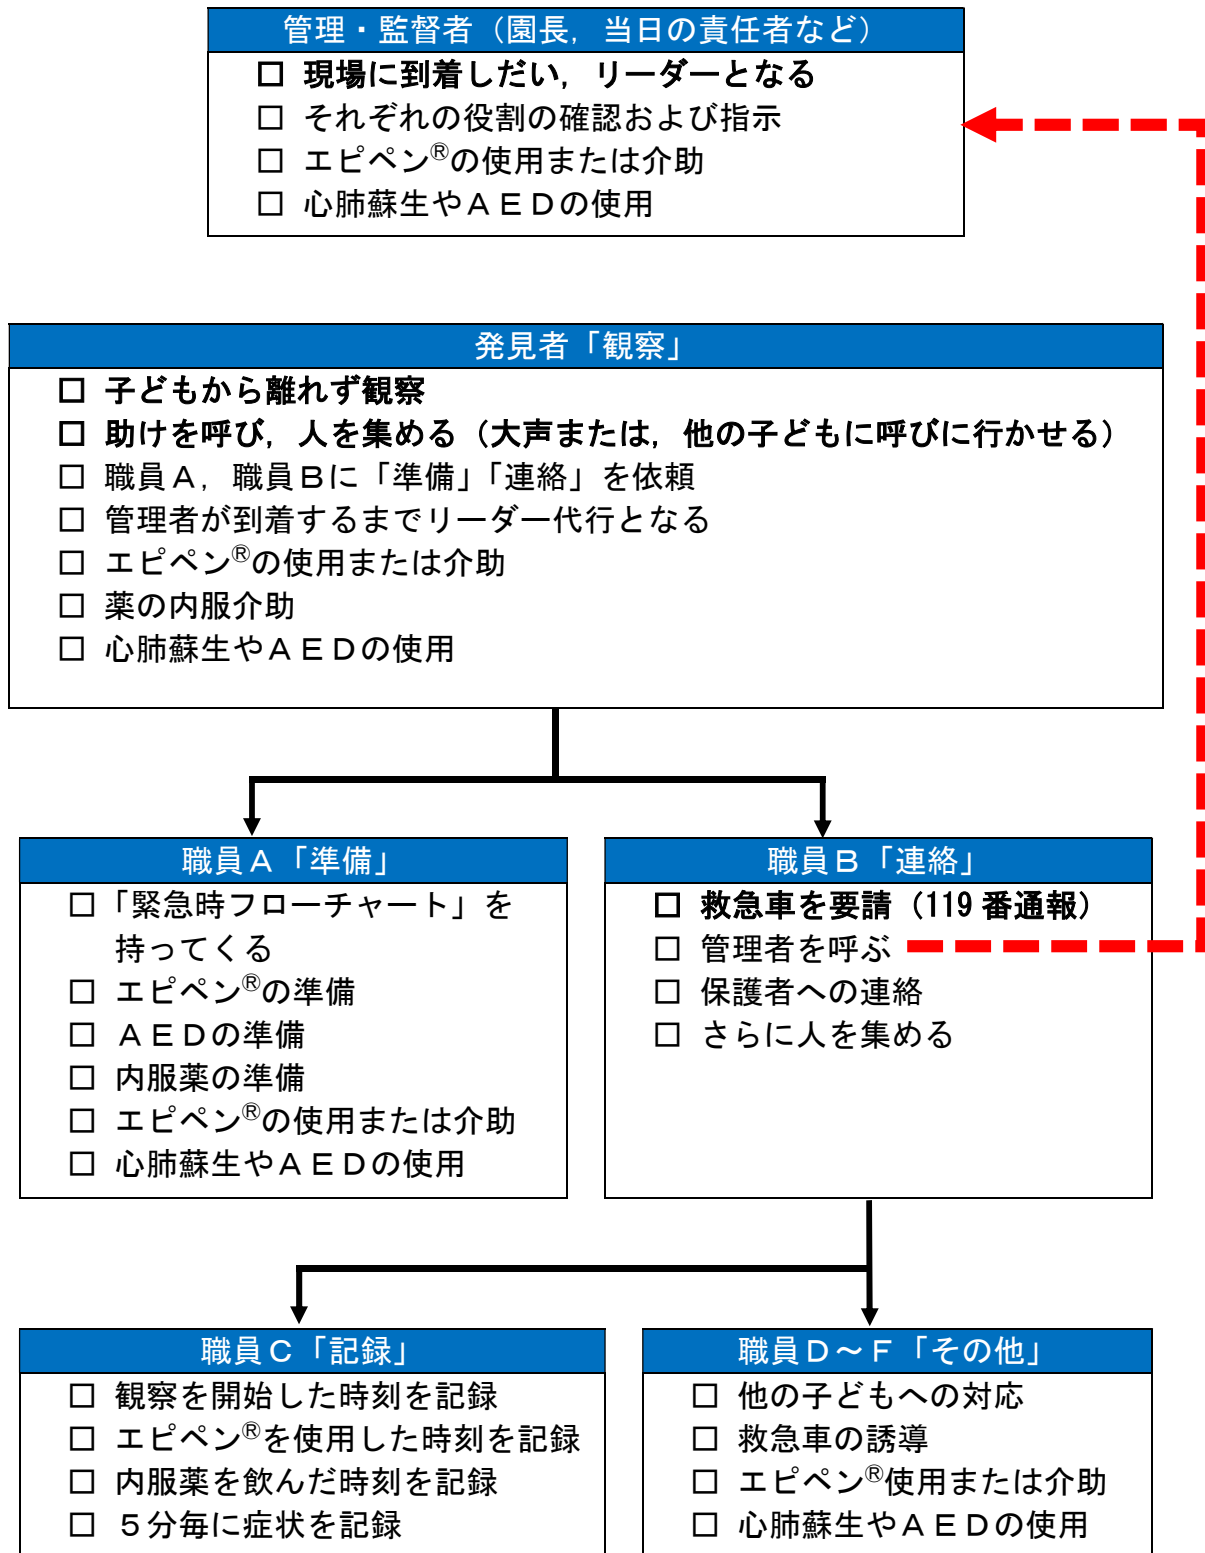 管理・監督者（園長，当日の責任者など）
□ 現場に到着しだい，リーダーとなる
□ それぞれの役割の確認および指示
□ エピペン®の使用または介助
□ 心肺蘇生やＡＥＤの使用
発見者「観察」
□ 子どもから離れず観察
□ 助けを呼び，人を集める（大声または，他の子どもに呼びに行かせる）
□ 職員Ａ，職員Ｂに「準備」「連絡」を依頼
□ 管理者が到着するまでリーダー代行となる
□ エピペン®の使用または介助
□ 薬の内服介助
□ 心肺蘇生やＡＥＤの使用
職員Ａ「準備」
□「緊急時フローチャート」を
持ってくる
□ エピペン®の準備
□ ＡＥＤの準備
□ 内服薬の準備
□ エピペン®の使用または介助
□ 心肺蘇生やＡＥＤの使用
職員Ｂ「連絡」
□ 救急車を要請（119 番通報）
□ 管理者を呼ぶ
□ 保護者への連絡
□ さらに人を集める
職員Ｃ「記録」
□ 観察を開始した時刻を記録
□ エピペン®を使用した時刻を記録
□ 内服薬を飲んだ時刻を記録
□ ５分毎に症状を記録
職員Ｄ～Ｆ「その他」
□ 他の子どもへの対応
□ 救急車の誘導
□ エピペン®使用または介助
□ 心肺蘇生やＡＥＤの使用